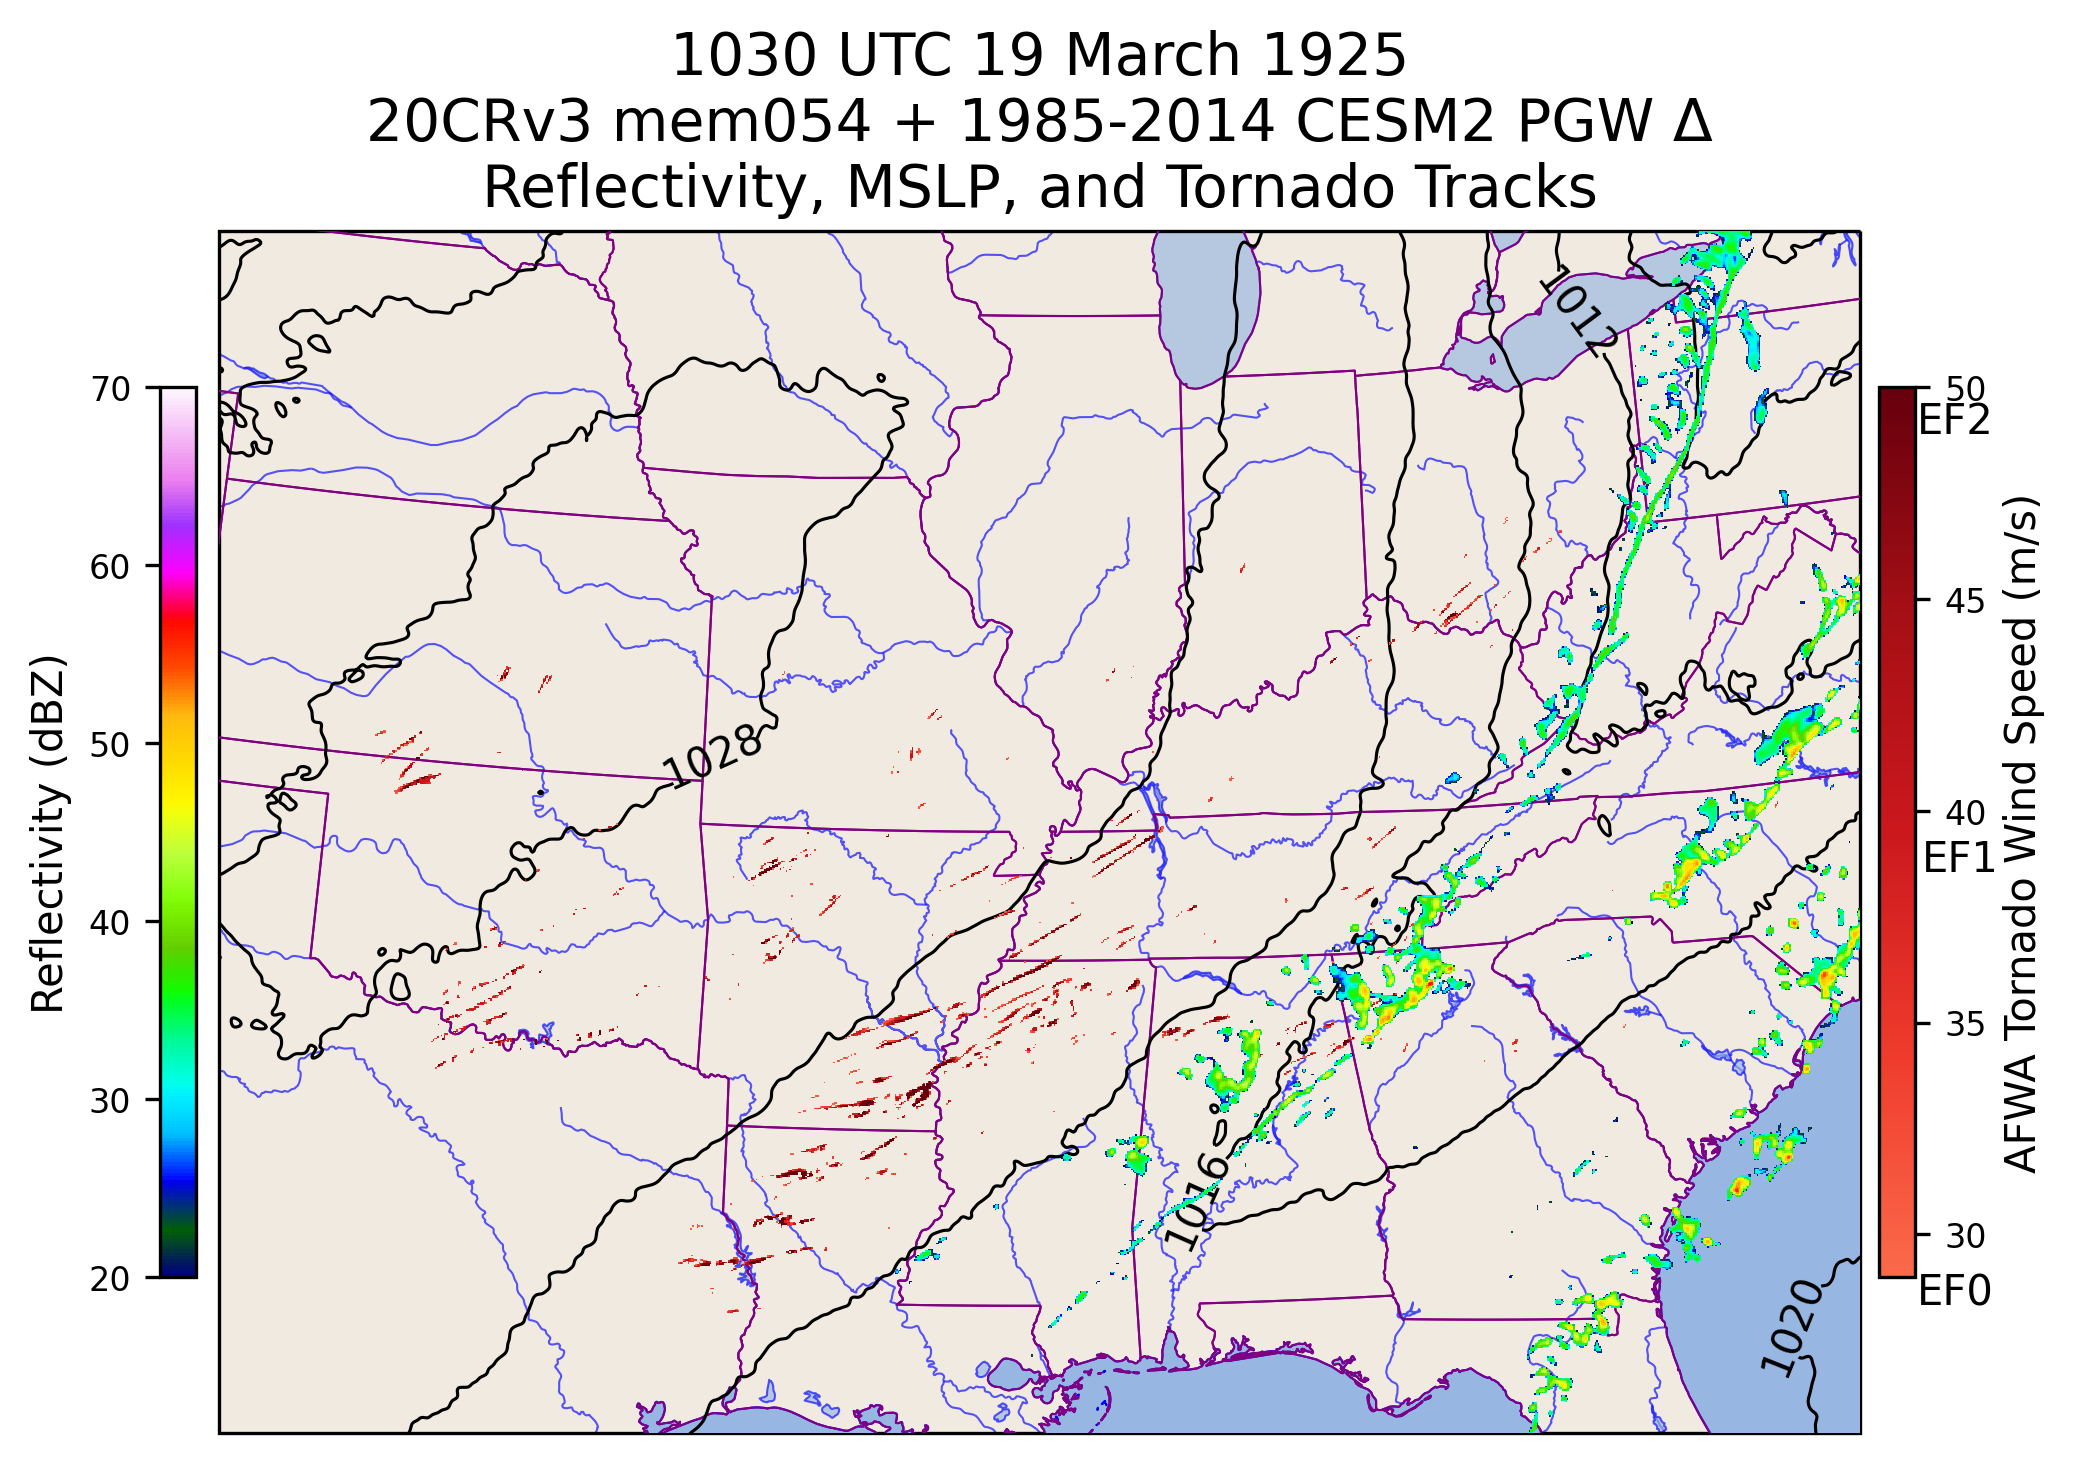 1030 UTC 19 March 1925
20CRv3 mem054 + 1985-2014 CESM2 PGW Δ
Reflectivity, MSLP, and Tornado Tracks
70
60
50
40
30
20
Reflectivity (dBZ)
1012
1028
1016
1020
50
EF2
45
40
EF1
35
30
EF0
AFWA Tornado Wind Speed (m/s)